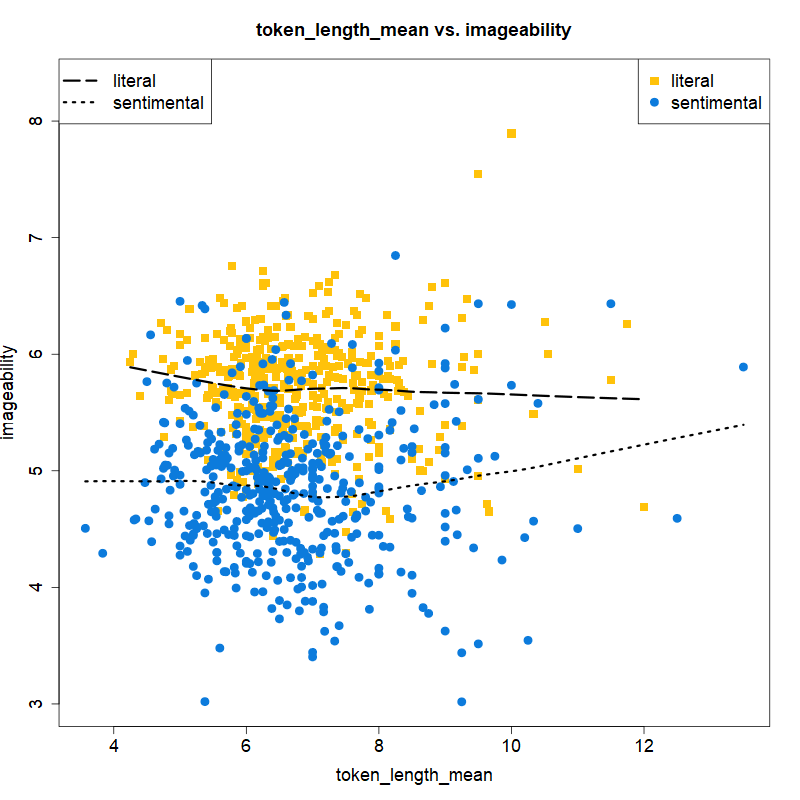 token_length_mean vs. imageability
literal
sentimental
literal
sentimental
8
7
6
5
4
3
imageability
4 6 8 10 12
token_length_mean